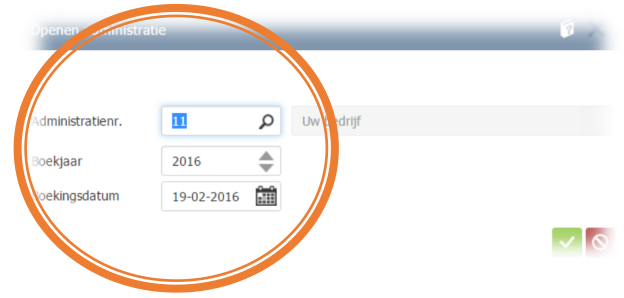 Openen administratie
Administratienr. 11 Uw bedrijf
Boekjaar 2016
Boekingsdatum 19-02-2016